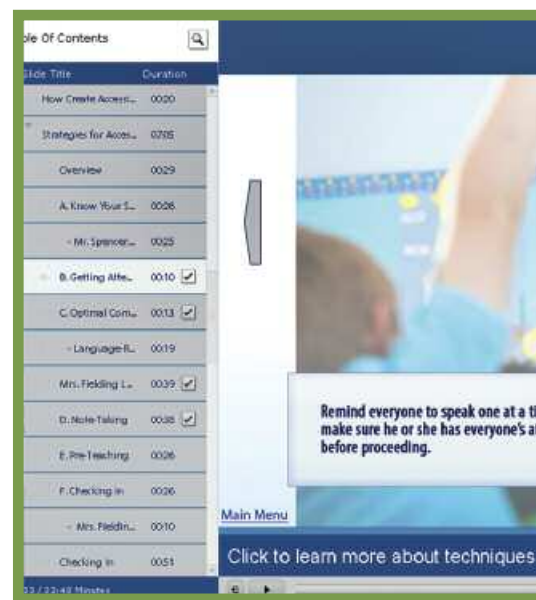 ble Of Contents
Slide Title Duration
How Create Accessi... 00:20
Strategies for Acces... 07:05
Overview 00:29
A. Know Your S... 00:26
- Mr. Spencer... 00:25
B. Getting Atte... 00:10
C. Optimal Com... 00:13
- Language-R... 00:19
Mrs. Fielding L... 00:39
D. Note-Taking 00:38
E. Pre-Teaching 00:26
F. Checking In 00:26
- Mrs. Fieldin... 00:10
Checking In 00:51
Minutes
Remind everyone to speak one at a ti
make sure he or she has everyone's a
before proceeding.
Main Menu
Click to learn more about techniques